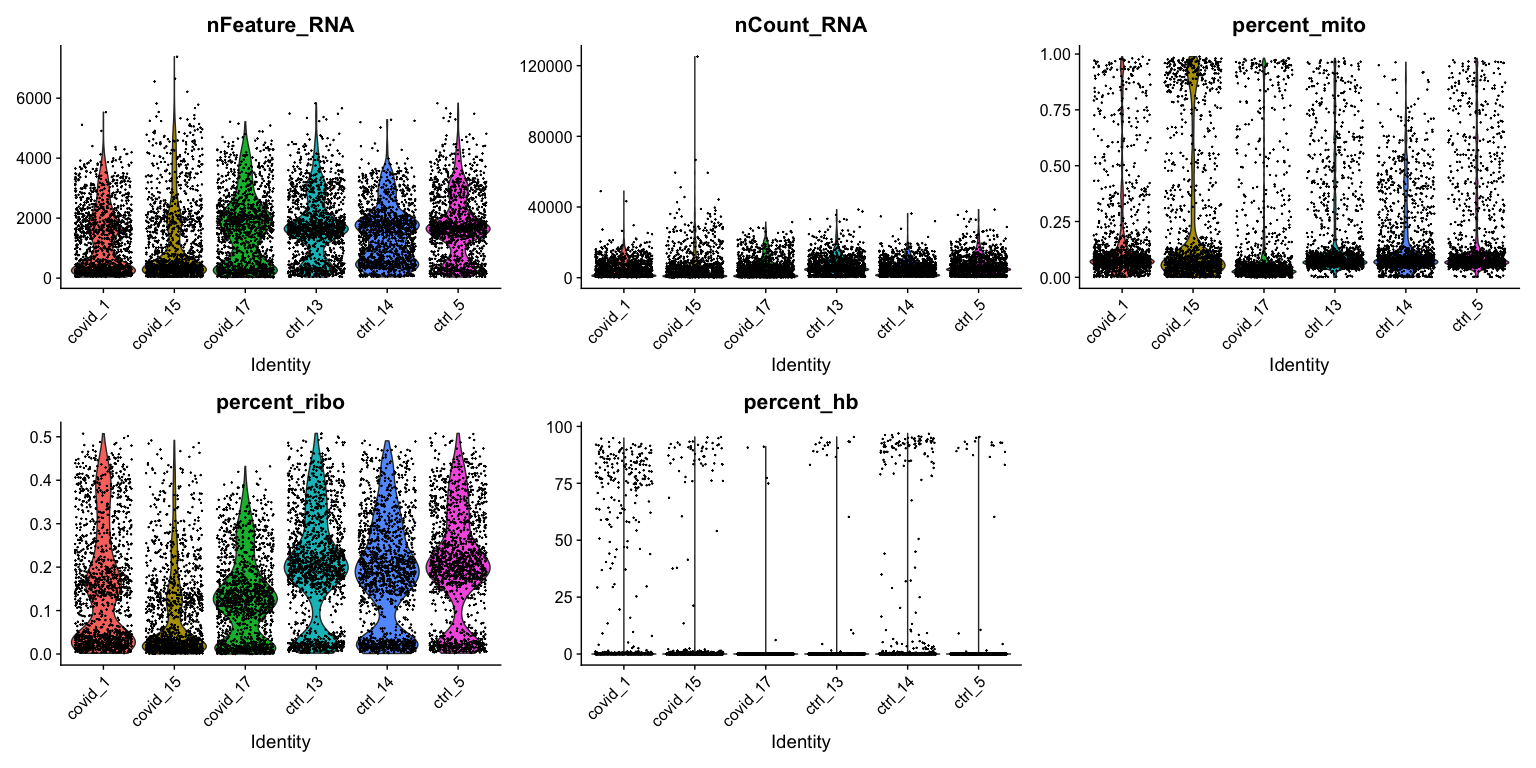 nFeature_RNA
6000
4000
2000
0
covid_1
covid_15
covid_17
ctrl_13
ctrl_14
ctrl_5
Identity
nCount_RNA
120000
80000
40000
0
covid_1
covid_15
covid_17
ctrl_13
ctrl_14
ctrl_5
Identity
percent_mito
1.00
0.75
0.50
0.25
0.00
covid_1
covid_15
covid_17
ctrl_13
ctrl_14
ctrl_5
Identity
percent_ribo
0.5
0.4
0.3
0.2
0.1
0.0
covid_1
covid_15
covid_17
ctrl_13
ctrl_14
ctrl_5
Identity
percent_hb
100
75
50
25
0
covid_1
covid_15
covid_17
ctrl_13
ctrl_14
ctrl_5
Identity